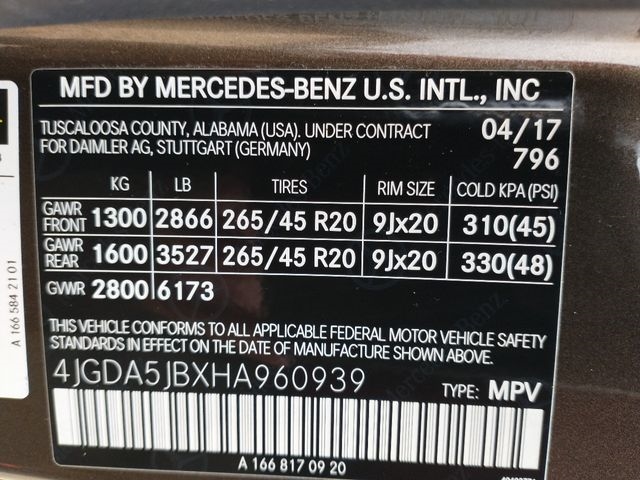 MFD BY MERCEDES-BENZ U.S. INTL., INC
TUSCALOOSA COUNTY, ALABAMA (USA). UNDER CONTRACT
FOR DAIMLER AG, STUTTGART (GERMANY)
04/17
796
KG LB TIRES RIM SIZE COLD KPA(PSI)
GAWR FRONT 1300 2866 265/45 R20 9Jx20 310(45)
GAWR REAR 1600 3527 265/45 R20 9Jx20 330(48)
GVWR 2800 6173
THIS VEHICLE CONFORMS TO ALL APPLICABLE FEDERAL MOTOR VEHICLE SAFETY
STANDARDS IN EFFECT ON THE DATE OF MANUFACTURE SHOWN ABOVE.
4JGDA5JBXHA960939
TYPE: MPV
A 166 817 09 20
A 166 584 21 01